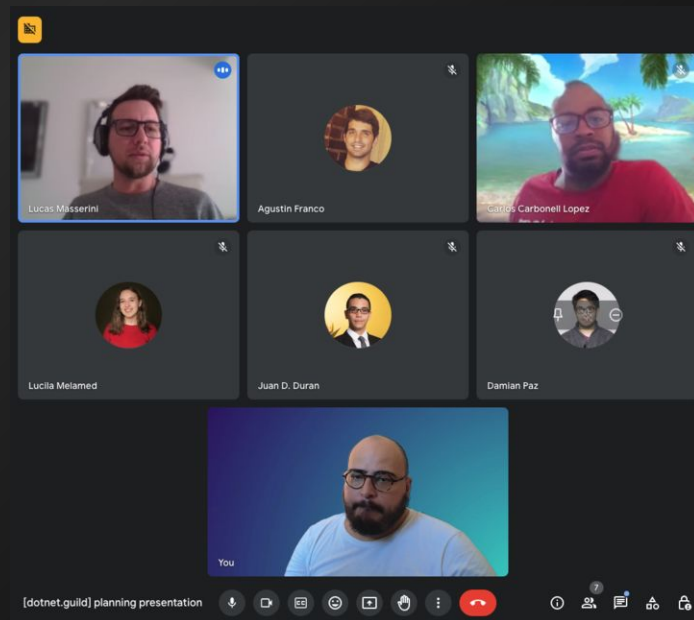 Lucas Masserini
Agustin Franco
Carlos Carbonell Lopez
Lucila Melamed
Juan D. Duran
Damian Paz
You
7
[dotnet.guild] planning presentation
CC